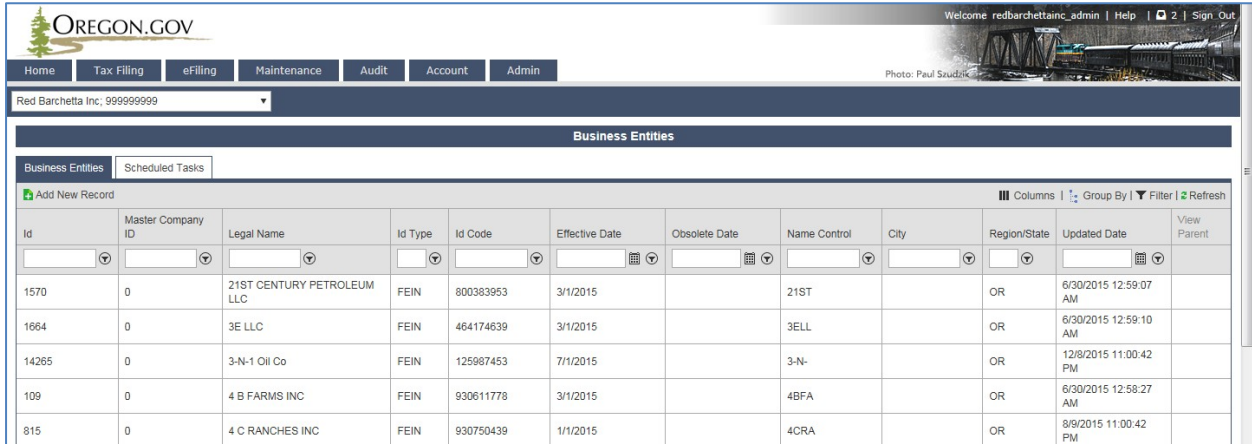 OREGON.GOV
Welcome redbarchettainc_admin | Help | 2 | Sign Out
Home Tax Filing eFiling Maintenance Audit Account Admin
Photo: Paul Szudzik
Red Barchetta Inc; 999999999
Business Entities
Business Entities Scheduled Tasks
Add New Record Columns | Group By | Filter | Refresh
Id Master Company ID Legal Name Id Type Id Code Effective Date Obsolete Date Name Control City Region/State Updated Date View Parent
1570 0 21ST CENTURY PETROLEUM LLC FEIN 800383953 3/1/2015 21ST OR 6/30/2015 12:59:07 AM
1664 0 3E LLC FEIN 464174639 3/1/2015 3ELL OR 6/30/2015 12:59:10 AM
14265 0 3-N-1 Oil Co FEIN 125987453 7/1/2015 3-N- OR 12/8/2015 11:00:42 PM
109 0 4 B FARMS INC FEIN 930611778 3/1/2015 4BFA OR 6/30/2015 12:58:27 AM
815 0 4 C RANCHES INC FEIN 930750439 1/1/2015 4CRA OR 8/9/2015 11:00:42 PM